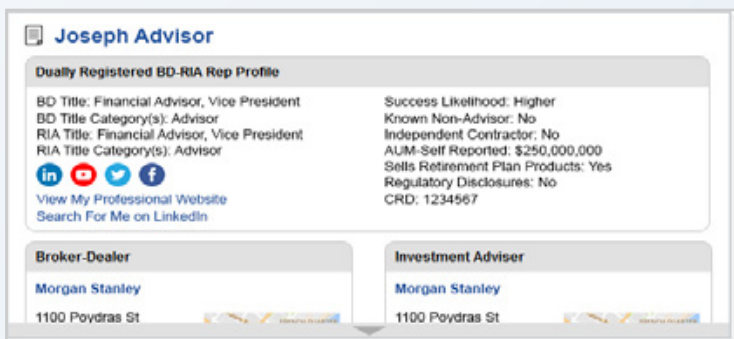 Joseph Advisor
Dually Registered BD-RIA Rep Profile
BD Title: Financial Advisor, Vice President
BD Title Category(s): Advisor
RIA Title: Financial Advisor, Vice President
RIA Title Category(s): Advisor
in
f
View My Professional Website
Search For Me on LinkedIn
Success Likelihood: Higher
Known Non-Advisor: No
Independent Contractor: No
AUM-Self Reported: $250,000,000
Sells Retirement Plan Products: Yes
Regulatory Disclosures: No
CRD: 1234567
Broker-Dealer
Morgan Stanley
1100 Poydras St
Investment Adviser
Morgan Stanley
1100 Poydras St